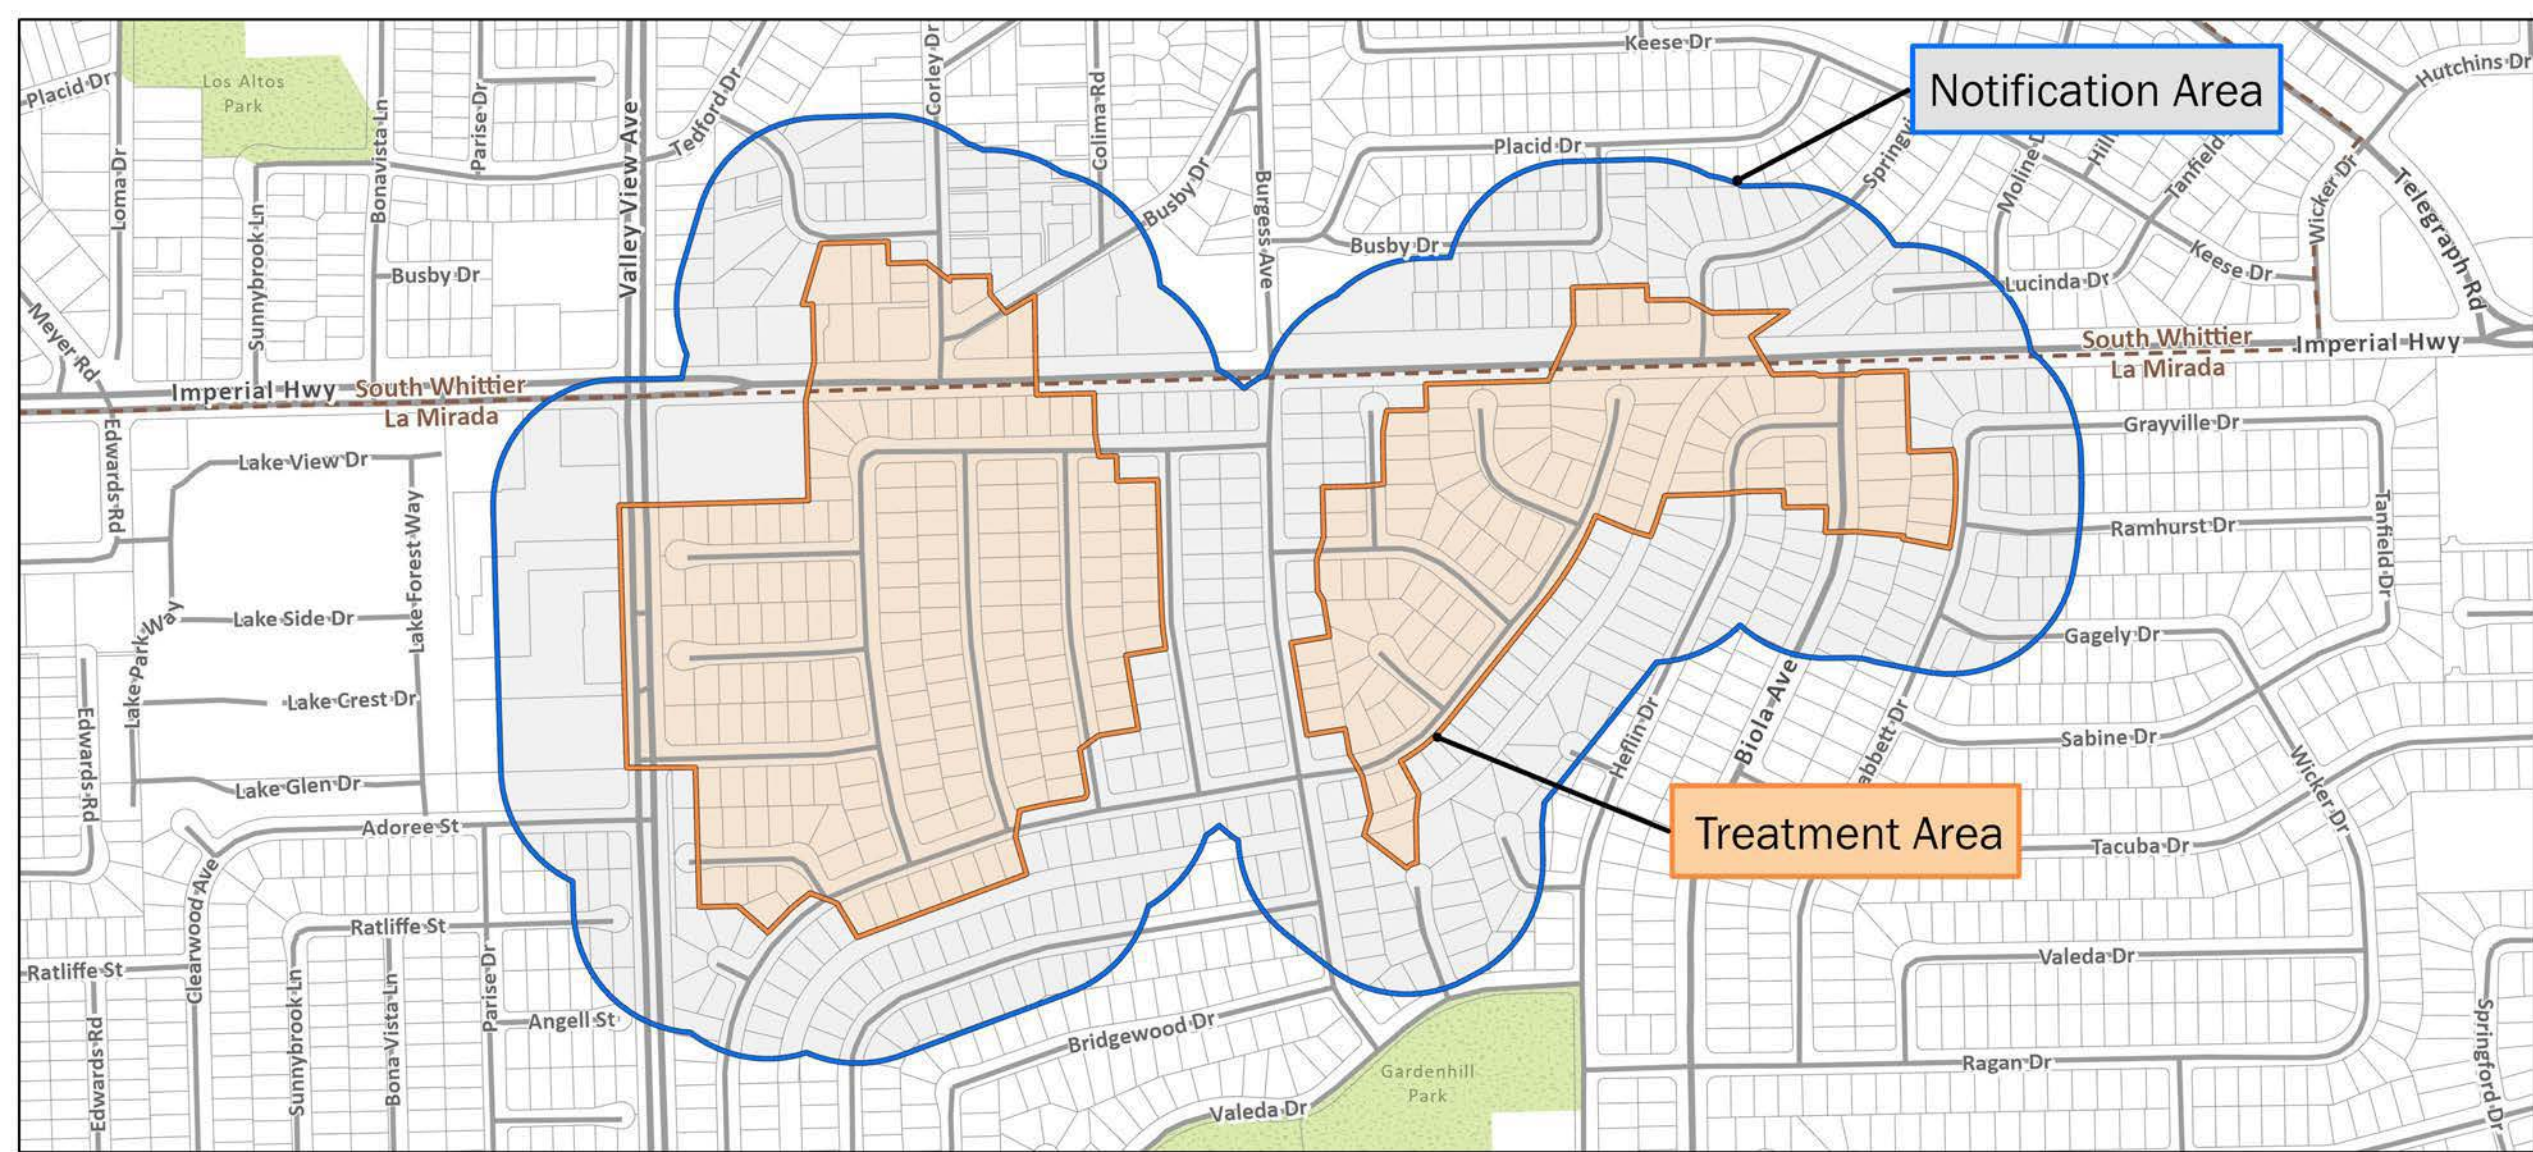 Keese Dr
Hutchins Dr
Notification Area
Los Altos
Park
Placid Dr
Bonavista Ln
Parise Dr
Valley View Ave
Tedford Dr
Corley Dr
Colima Rd
Placid Dr
Loma Dr
Busby Dr
Burgess Ave
Moline
Tanfield
Wicker Dr
Telegraph Rd
Sunnybrook Ln
Busby Dr
Busby Dr
Keese Dr
Lucinda Dr
Meyer Rd
Imperial Hwy
South Whittier
La Mirada
South Whittier
La Mirada
Imperial Hwy
Edwards Rd
Lake View Dr
Lake Forest Way
Grayville Dr
Ramhurst Dr
Tanfield Dr
Lake Park Way
Lake Side Dr
Gagely Dr
Lake Crest Dr
Edwards Rd
Heflin Dr
Biola Ave
abbett Dr
Sabine Dr
Wicker Dr
Lake Glen Dr
Adoree St
Treatment Area
Tacuba Dr
Clearwood Ave
Ratliffe St
Ratliffe St
Parise Dr
Valeda Dr
Sunnybrook Ln
Bona Vista Ln
Angell St
Edwards Rd
Bridgewood Dr
Springford Dr
Ragan Dr
Gardenhill
Park
Valeda Dr